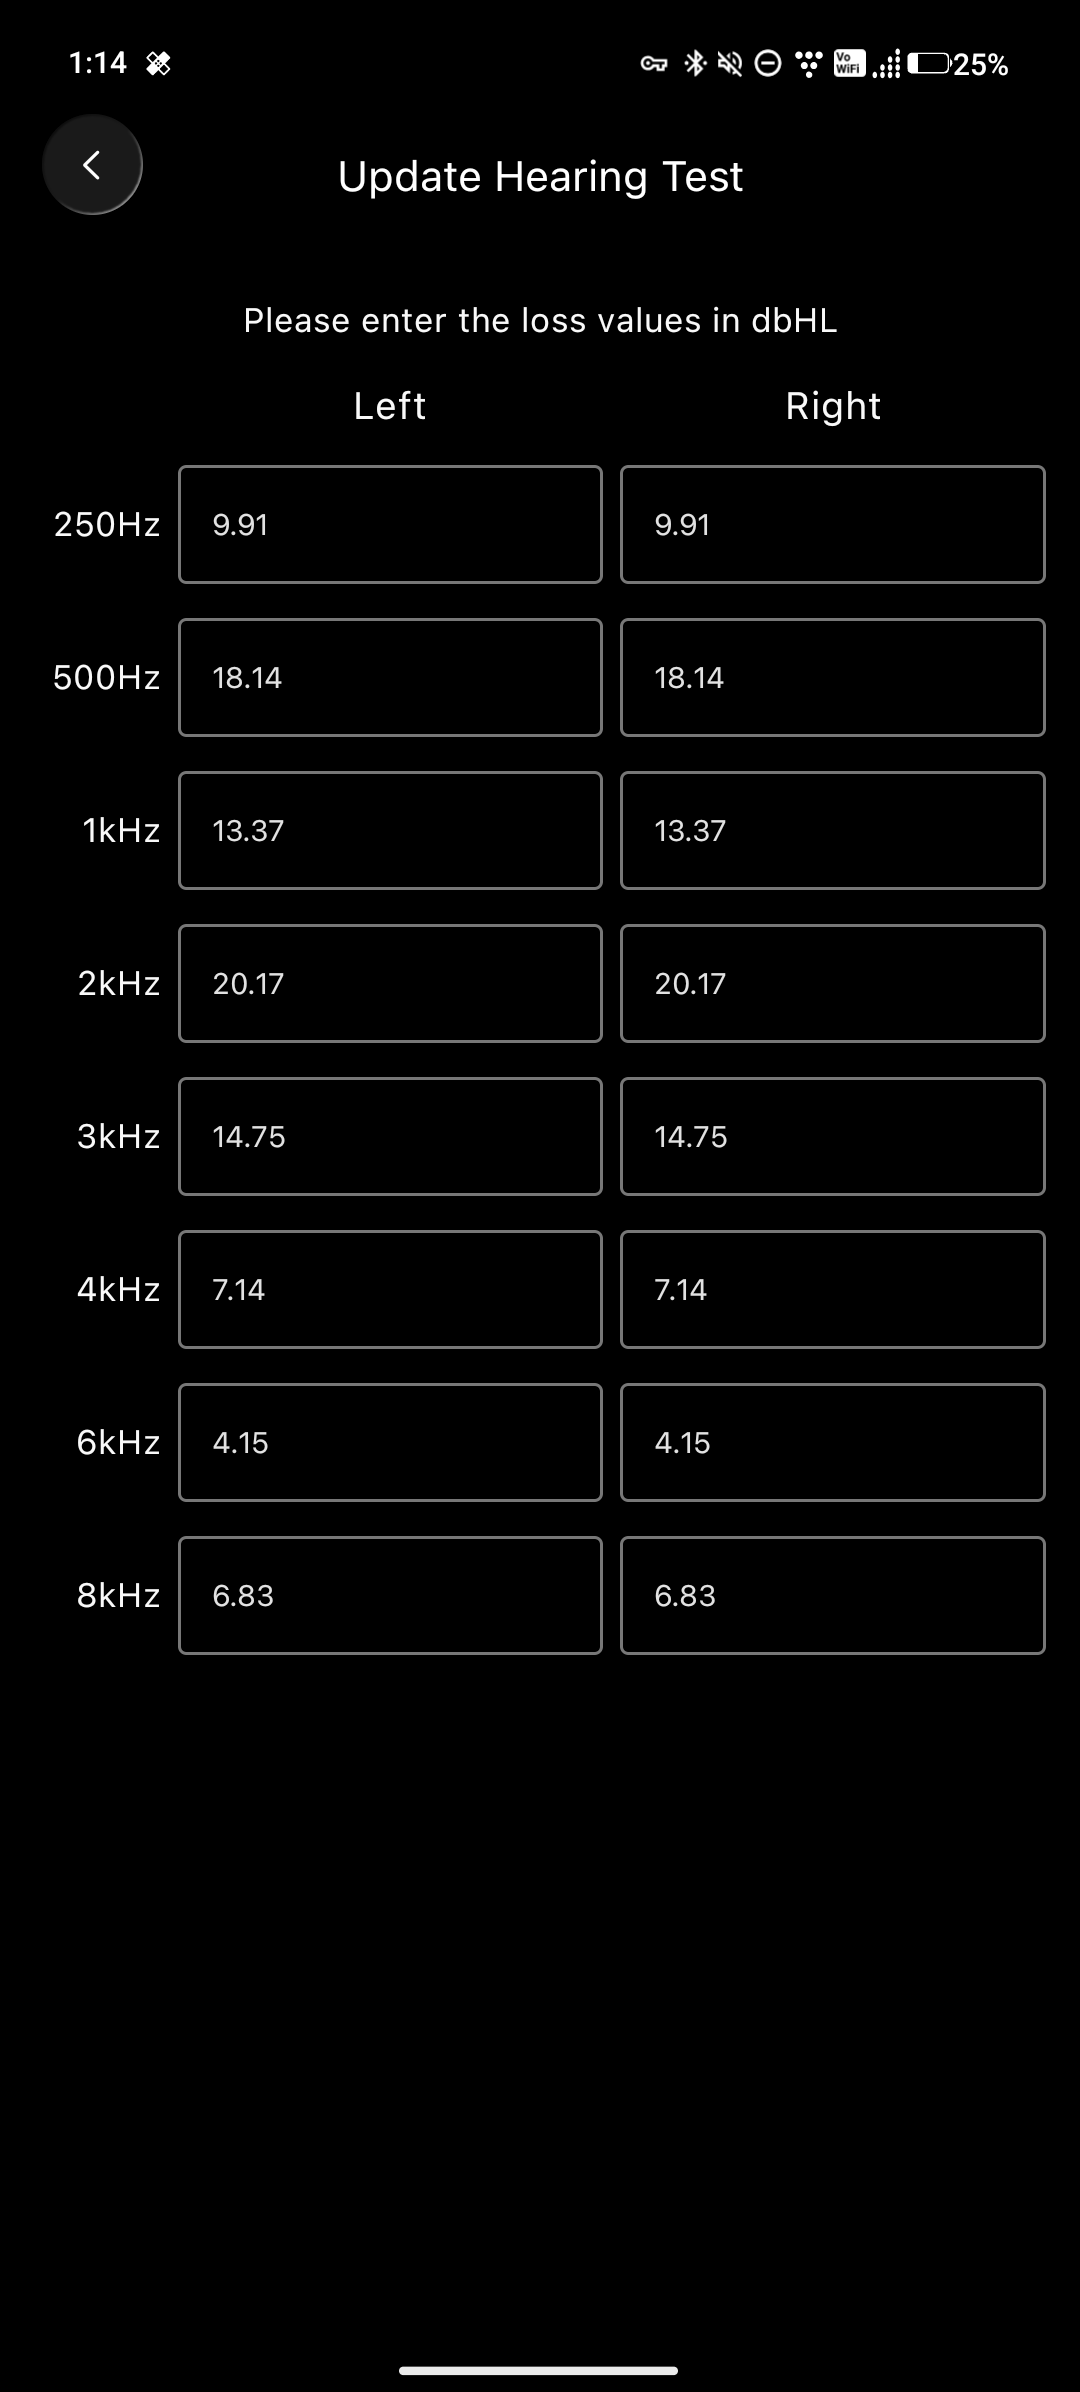 1:14 Vo WiFi 25%
Update Hearing Test
Please enter the loss values in dbHL
Left Right
250Hz 9.91 9.91
500Hz 18.14 18.14
1kHz 13.37 13.37
2kHz 20.17 20.17
3kHz 14.75 14.75
4kHz 7.14 7.14
6kHz 4.15 4.15
8kHz 6.83 6.83